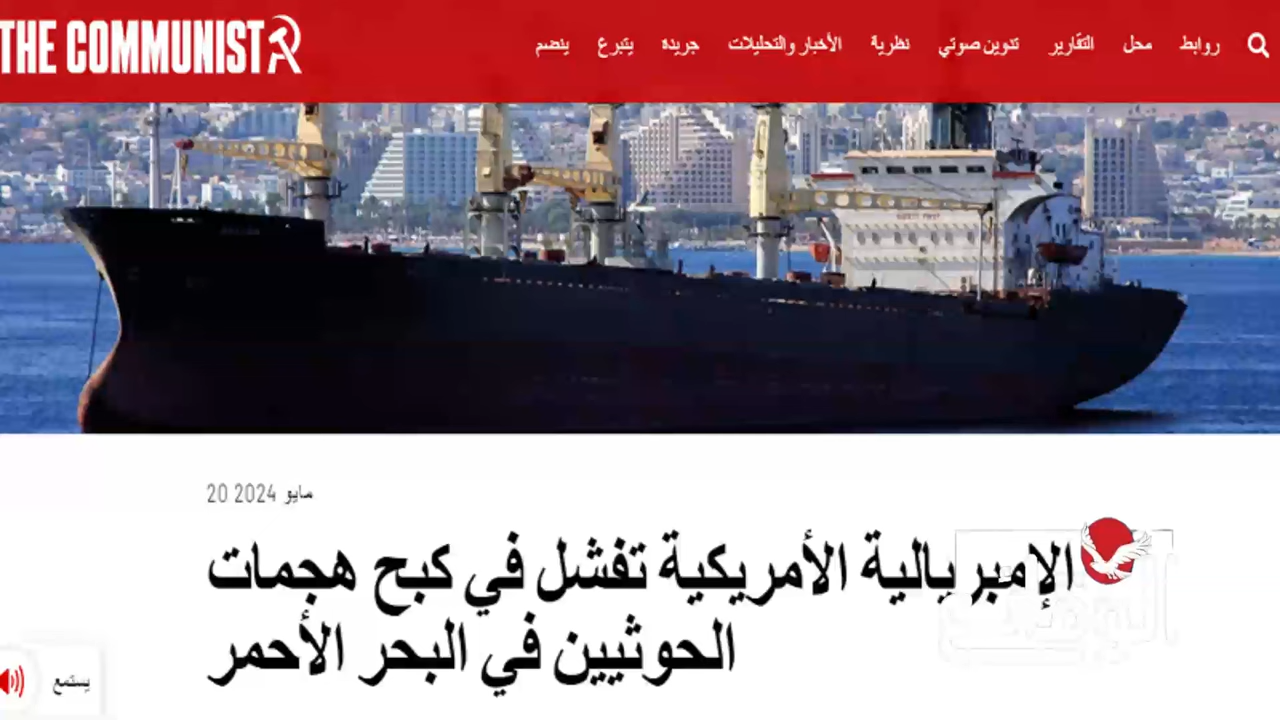 THE COMMUNIST
روابط محل التقارير تدوين صوتي نظرية الأخبار والتحليلات جريدة يتبرع ينضم
SAFETY FIRST
20 مايو 2024
الإمبريالية الأمريكية تفشل في كبح هجمات
الحوثيين في البحر الأحمر
يستمع